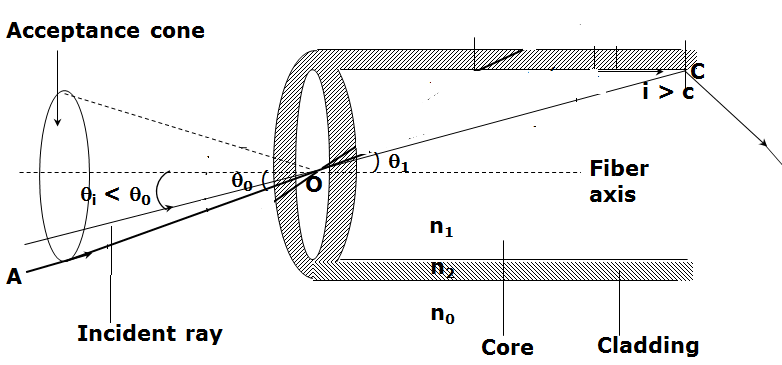 Acceptance cone
C
i > c
θ₁
θ₀
Fiber
axis
O
θᵢ < θ₀
n₁
A
n₂
n₀
Incident ray
Core
Cladding